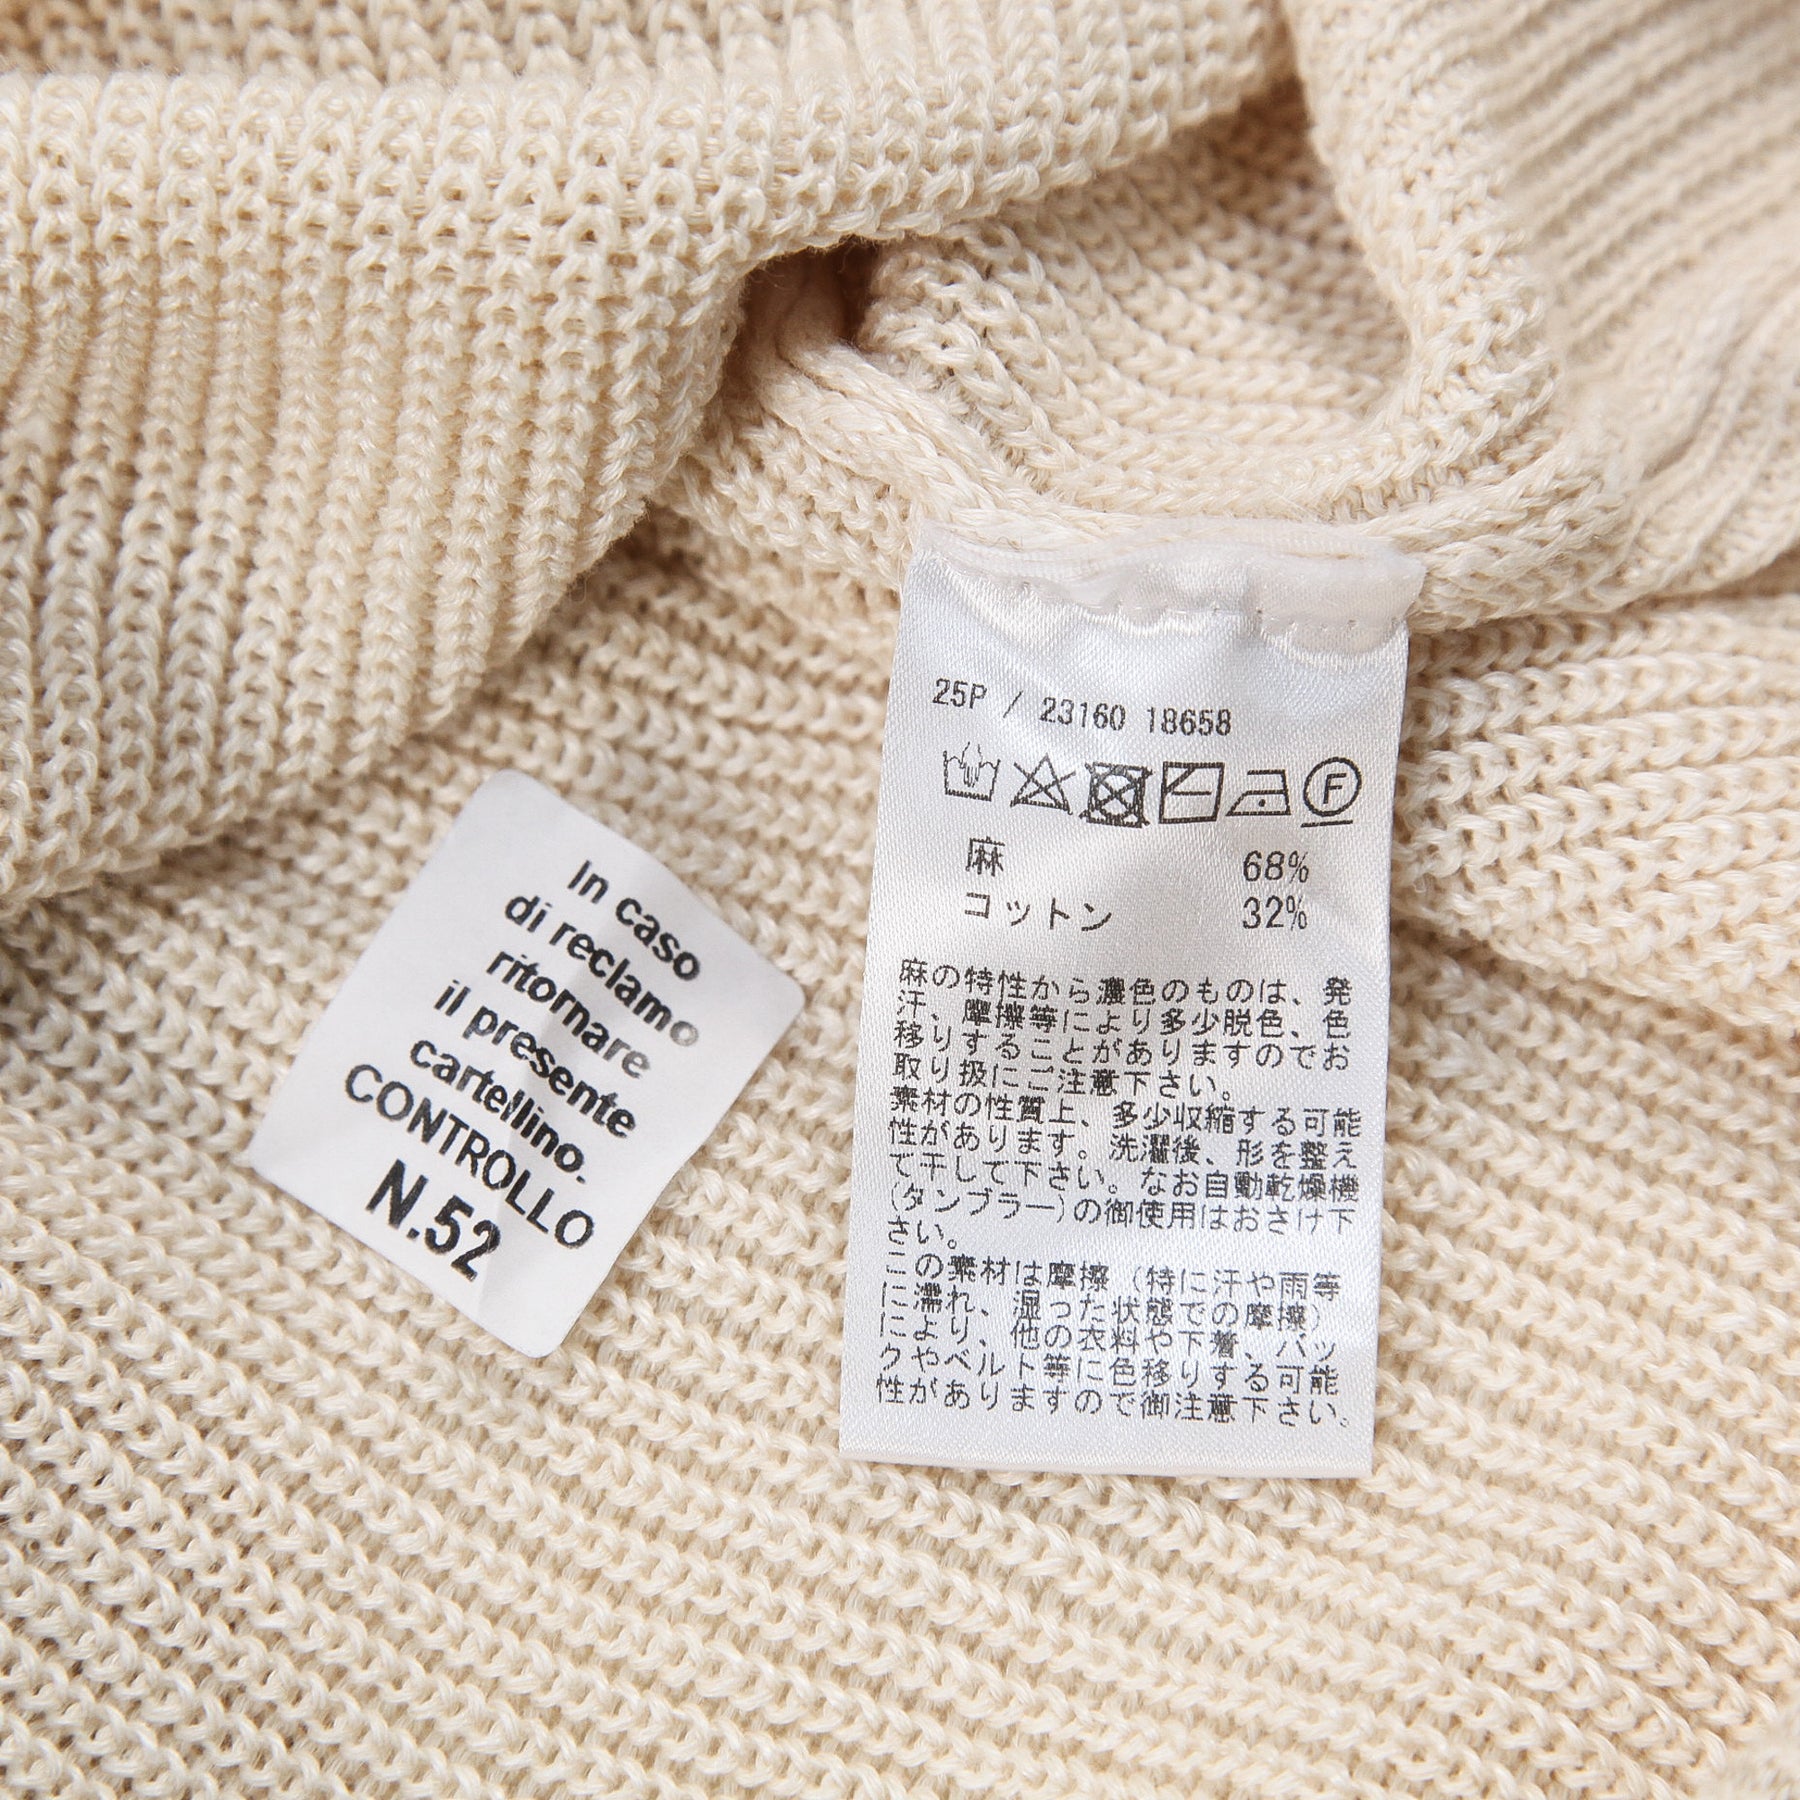 In caso
di reclamo
ritornare
il presente
cartellino.
CONTROLLO
N.52
25P / 23160 18658
F
麻 68%
コットン 32%
麻の特性から濃色のものは、発
汗、摩擦等により多少脱色、色
移りすることがありますのでお
取り扱にご注意下さい。
素材の性質上、多少収縮する可能
性があります。洗濯後、形を整え
て干して下さい。なお自動乾燥機
(タンブラー)の御使用はおさけ下
さい。
この素材は摩擦（特に汗や雨等
に濡れ、湿った状態での摩擦）
により、他の衣料や下着、バッ
クやベルト等に色移りする可能
性がありますので御注意下さい。